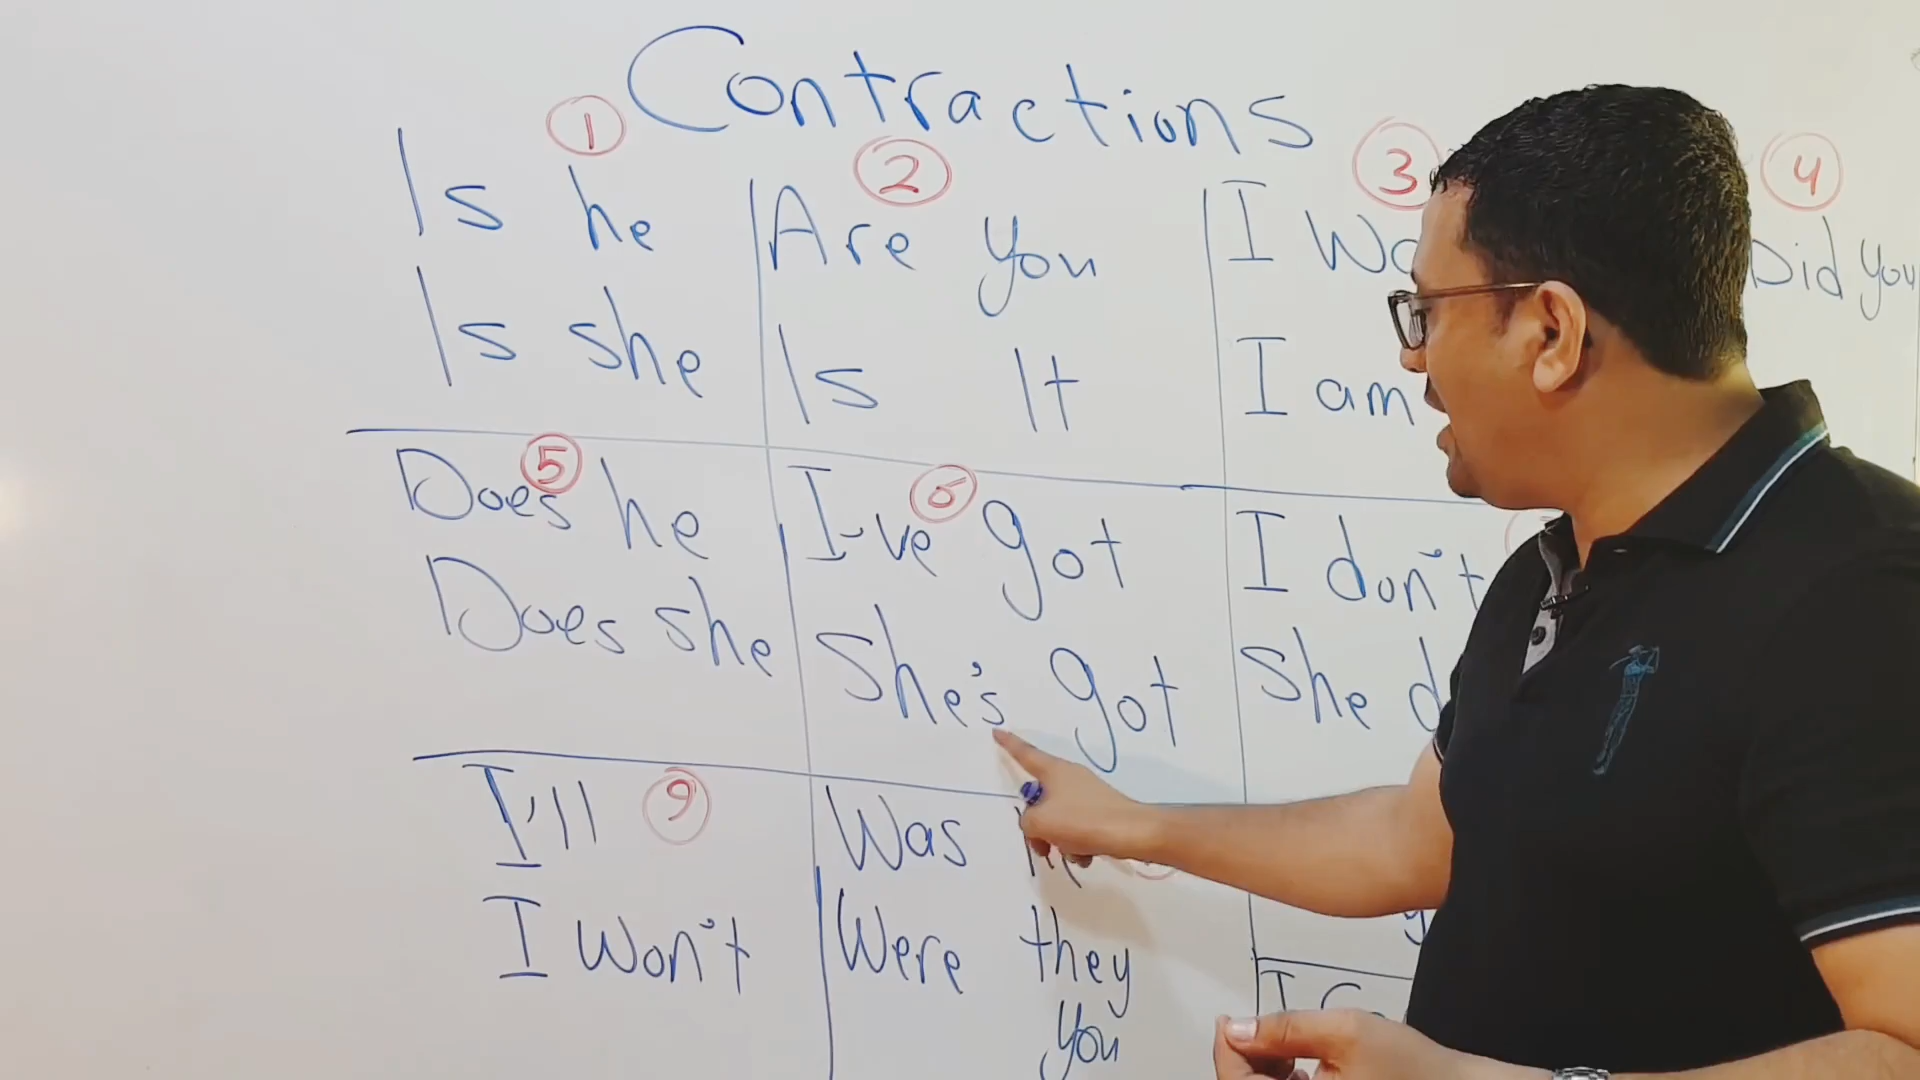 Contractions
1
Is he
Is she
2
Are you
Is It
3
I
I am
4
Did you
5
Does he
Does she
6
I've got
She's got
I don't
She
9
I'll
I won't
Was
Were they
you
I